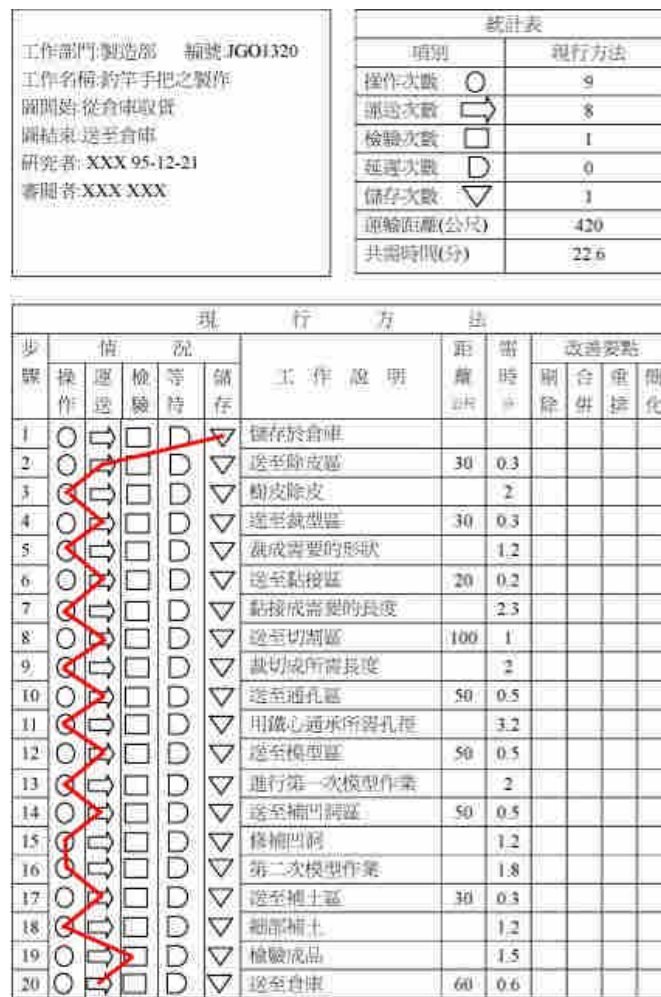 工作部門:製造部 編號:JGO1320
工作名稱:釣竿手把之製作
圖開始:從倉庫取貨
圖結束:送至倉庫
研究者: XXX 95-12-21
審閱者:XXX XXX
統計表
項別 現行方法
操作次數 9
運送次數 8
檢驗次數 1
延遲次數 0
儲存次數 1
運輸距離(公尺) 420
共需時間(分) 22.6
現行方法
步驟 情況 工作說明 距離 需時 改善要點
操作 運送 檢驗 等待 儲存 公尺 分 刪除 合併 重排 簡化
1 儲存於倉庫
2 送至除皮區 30 0.3
3 樹皮除皮 2
4 送至裁型區 30 0.3
5 裁成需要的形狀 1.2
6 送至黏接區 20 0.2
7 黏接成需要的長度 2.3
8 送至切割區 100 1
9 裁切成所需長度 2
10 送至通孔區 50 0.5
11 用鐵心通承所需孔徑 3.2
12 送至模型區 50 0.5
13 進行第一次模型作業 2
14 送至補凹洞區 50 0.5
15 修補凹洞 1.2
16 第二次模型作業 1.8
17 送至補土區 30 0.3
18 細部補土 1.2
19 檢驗成品 1.5
20 送至倉庫 60 0.6